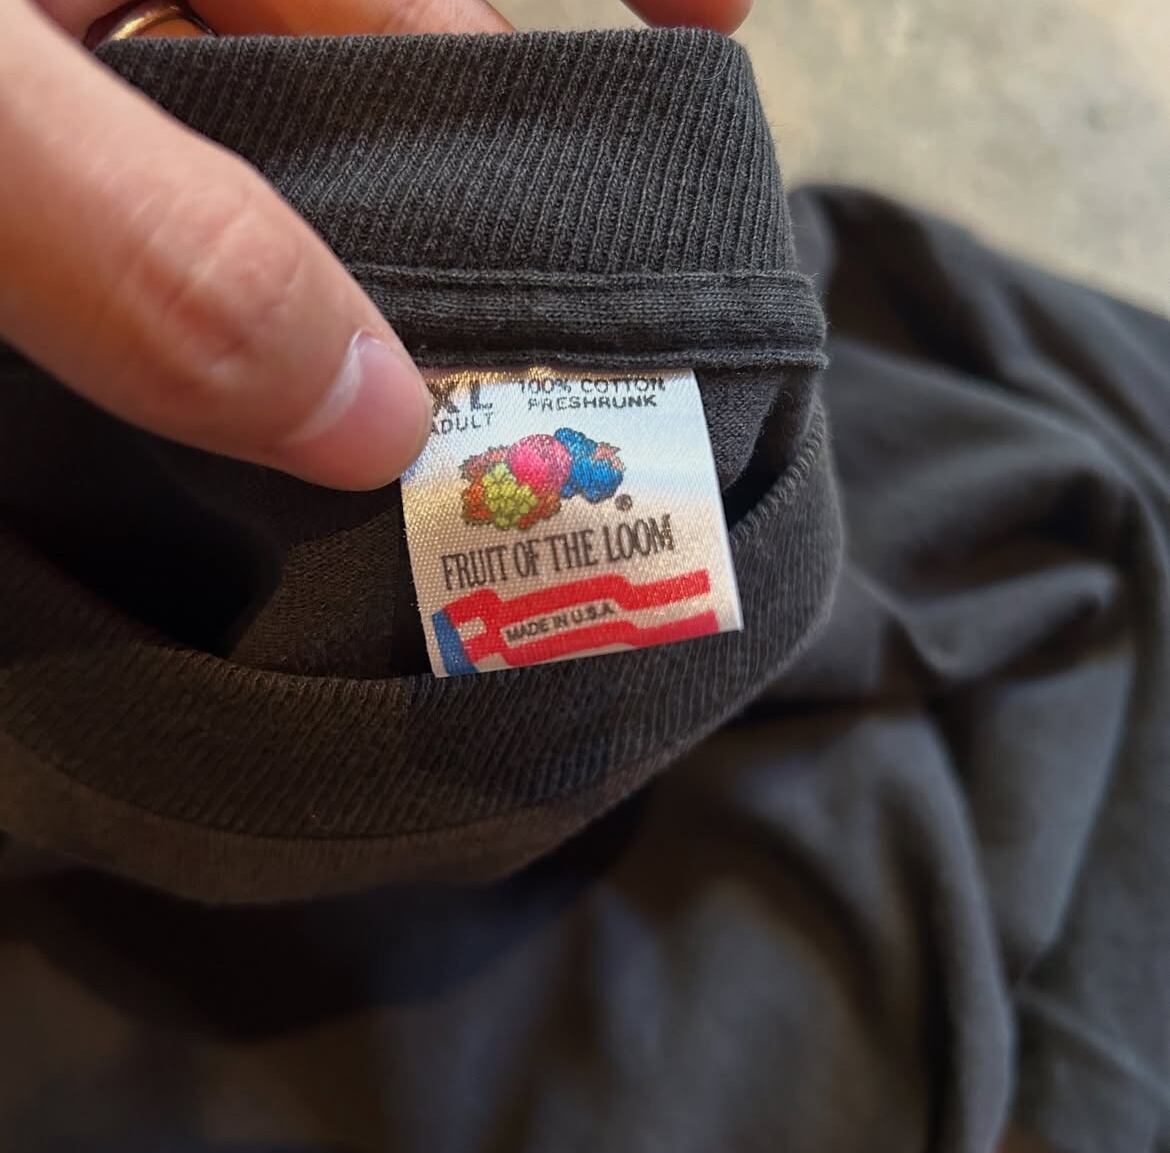 XL
ADULT
100% COTTON
PRESHRUNK
®
FRUIT OF THE LOOM
MADE IN U.S.A.